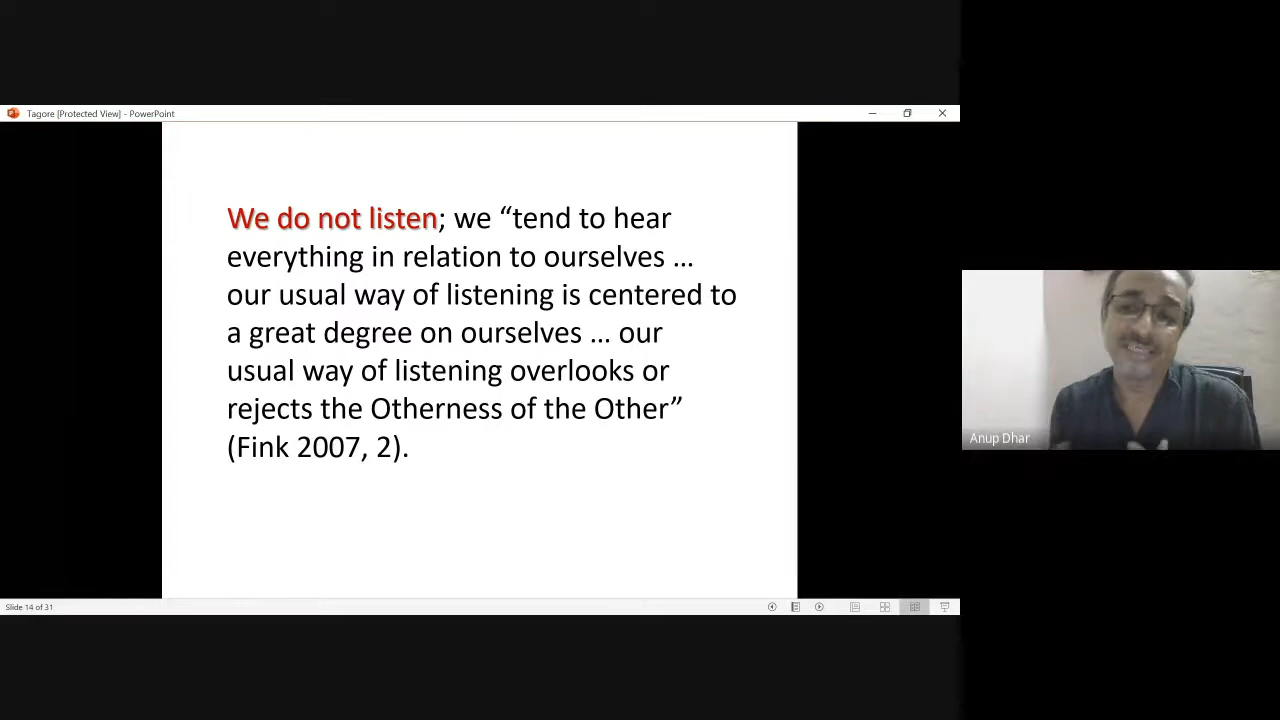 Tagore [Protected View] - PowerPoint
We do not listen; we “tend to hear
everything in relation to ourselves …
our usual way of listening is centered to
a great degree on ourselves … our
usual way of listening overlooks or
rejects the Otherness of the Other”
(Fink 2007, 2).
Anup Dhar
Slide 14 of 31